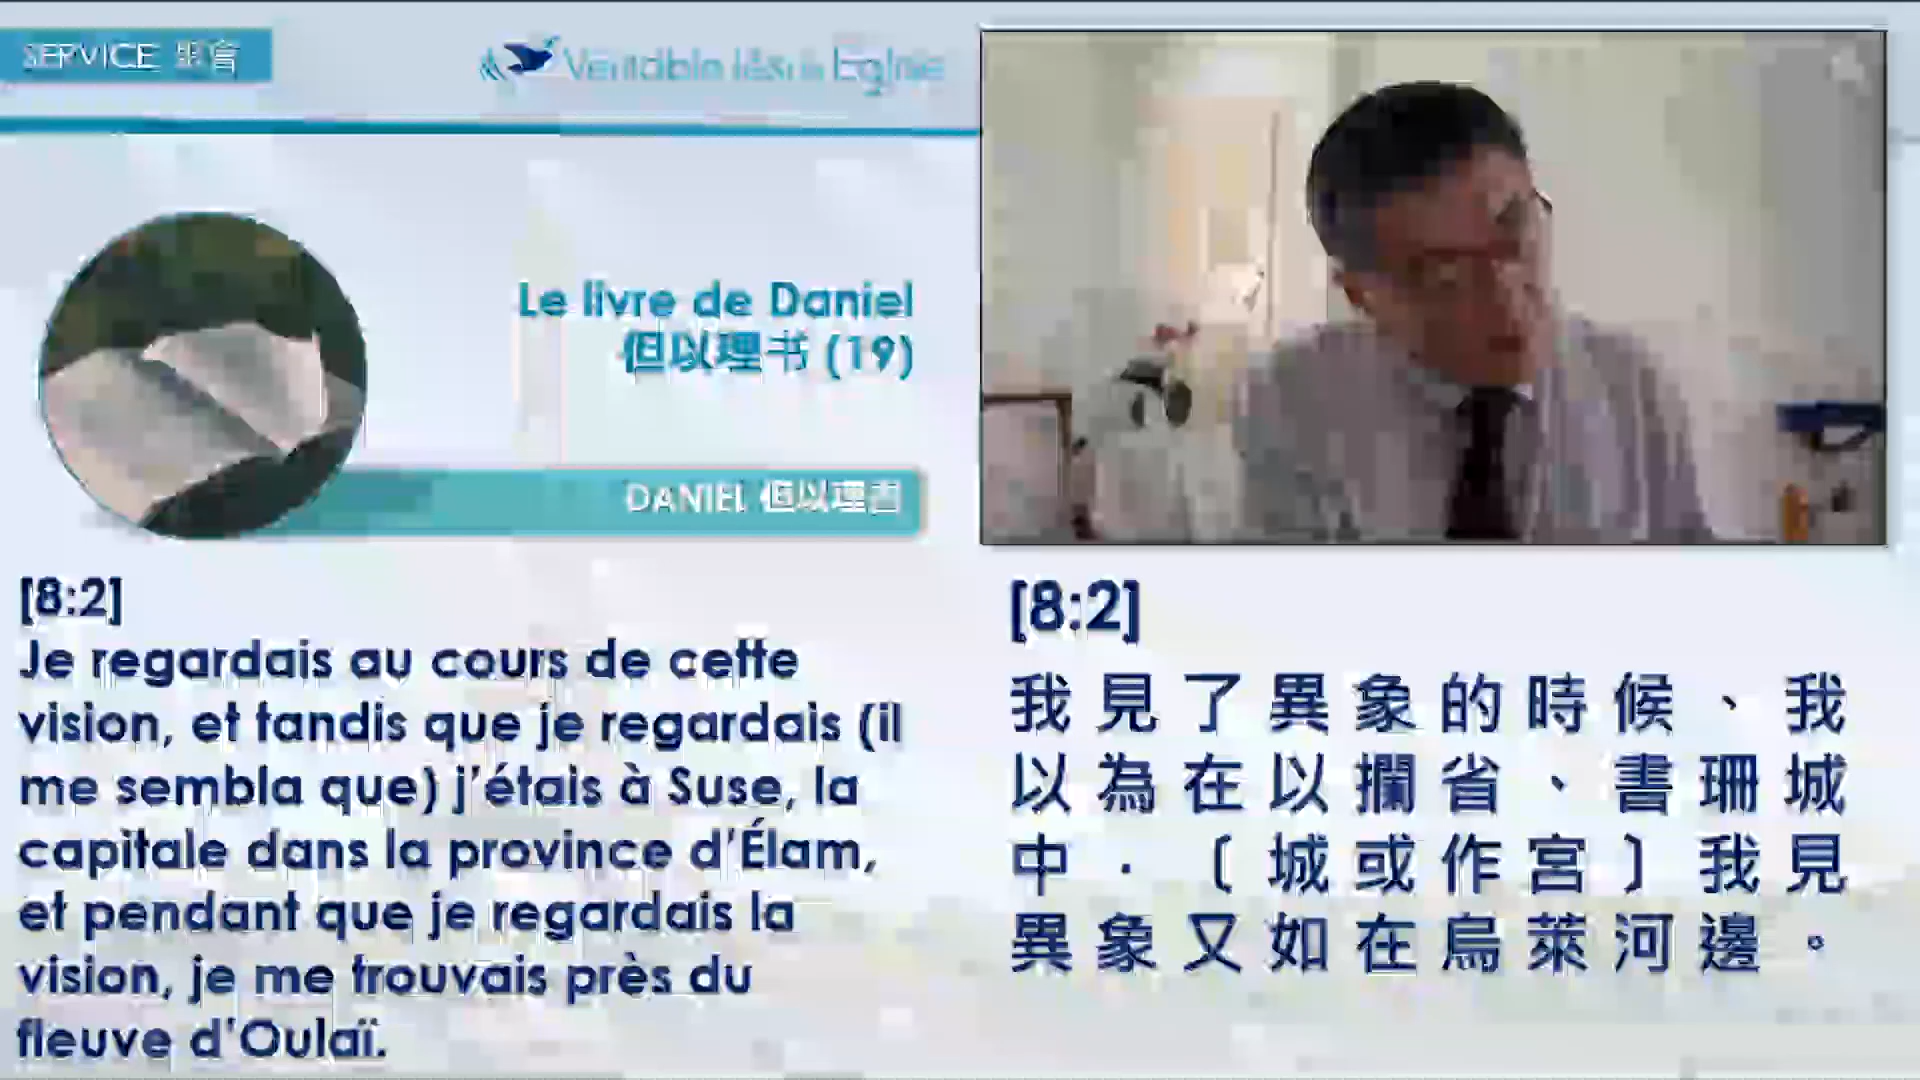 SERVICE 聚會
Le livre de Daniel
但以理书 (19)
DANIEL 但以理書
[8:2]
Je regardais au cours de cette
vision, et tandis que je regardais (il
me sembla que) j'étais à Suse, la
capitale dans la province d'Élam,
et pendant que je regardais la
vision, je me trouvais près du
fleuve d'Oulaï.
[8:2]
我見了異象的時候、我
以為在以攔省、書珊城
中．〔城或作宮〕我見
異象又如在烏萊河邊。